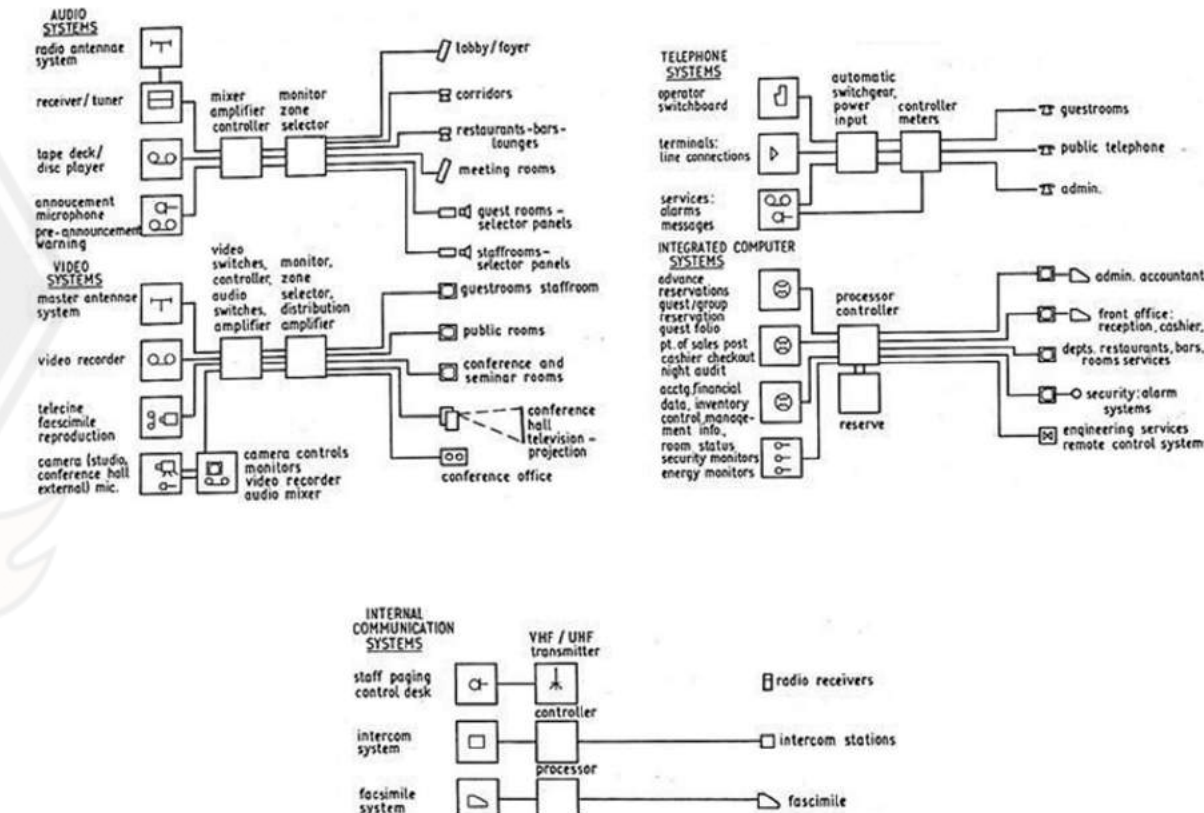 AUDIO
SYSTEMS
radio antennae
system
receiver/tuner
tape deck/
disc player
annoucement
microphone
pre-announcement
warning
mixer
amplifier
controller
monitor
zone
selector
lobby/foyer
corridors
restaurants-bars-
lounges
meeting rooms
guest rooms -
selector panels
staffrooms-
selector panels
VIDEO
SYSTEMS
master antennae
system
video recorder
telecine
facsimile
reproduction
camera (studio,
conference hall
external) mic.
video
switches,
controller,
audio
switches,
amplifier
monitor,
zone
selector,
distribution
amplifier
camera controls
monitors
video recorder
audio mixer
guestrooms staffroom
public rooms
conference and
seminar rooms
conference
hall
television -
projection
conference office
TELEPHONE
SYSTEMS
operator
switchboard
terminals:
line connections
services:
alarms
messages
automatic
switchgear,
power
input
controller
meters
guestrooms
public telephone
admin.
INTEGRATED COMPUTER
SYSTEMS
advance
reservations
guest/group
reservation
guest folio
pt. of sales post
cashier checkout
night audit
acctg.financial
data, inventory
control,manage-
ment info.,
room status
security monitors
energy monitors
processor
controller
reserve
admin. accountant
front office:
reception, cashier,
depts. restaurants, bars,
rooms services
security:alarm
systems
engineering services
remote control system
INTERNAL
COMMUNICATION
SYSTEMS
staff paging
control desk
intercom
system
facsimile
system
VHF / UHF
transmitter
controller
processor
radio receivers
intercom stations
fascimile